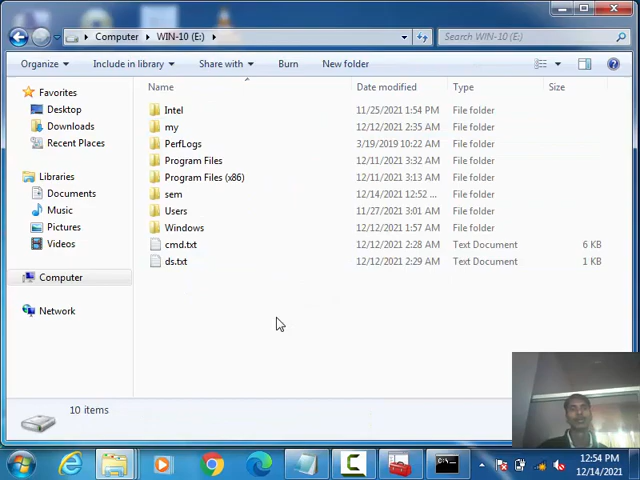 Computer ▸ WIN-10 (E:) ▸
Search WIN-10 (E:)
Organize Include in library Share with Burn New folder
Name Date modified Type Size
Favorites
Desktop
Downloads
Recent Places
Libraries
Documents
Music
Pictures
Videos
Computer
Network
Intel 11/25/2021 1:54 PM File folder
my 12/12/2021 2:35 AM File folder
PerfLogs 3/19/2019 10:22 AM File folder
Program Files 12/11/2021 3:32 AM File folder
Program Files (x86) 12/11/2021 3:13 AM File folder
sem 12/14/2021 12:52 ... File folder
Users 11/27/2021 3:01 AM File folder
Windows 12/12/2021 1:57 AM File folder
cmd.txt 12/12/2021 2:28 AM Text Document 6 KB
ds.txt 12/12/2021 2:29 AM Text Document 1 KB
10 items
12:54 PM
12/14/2021